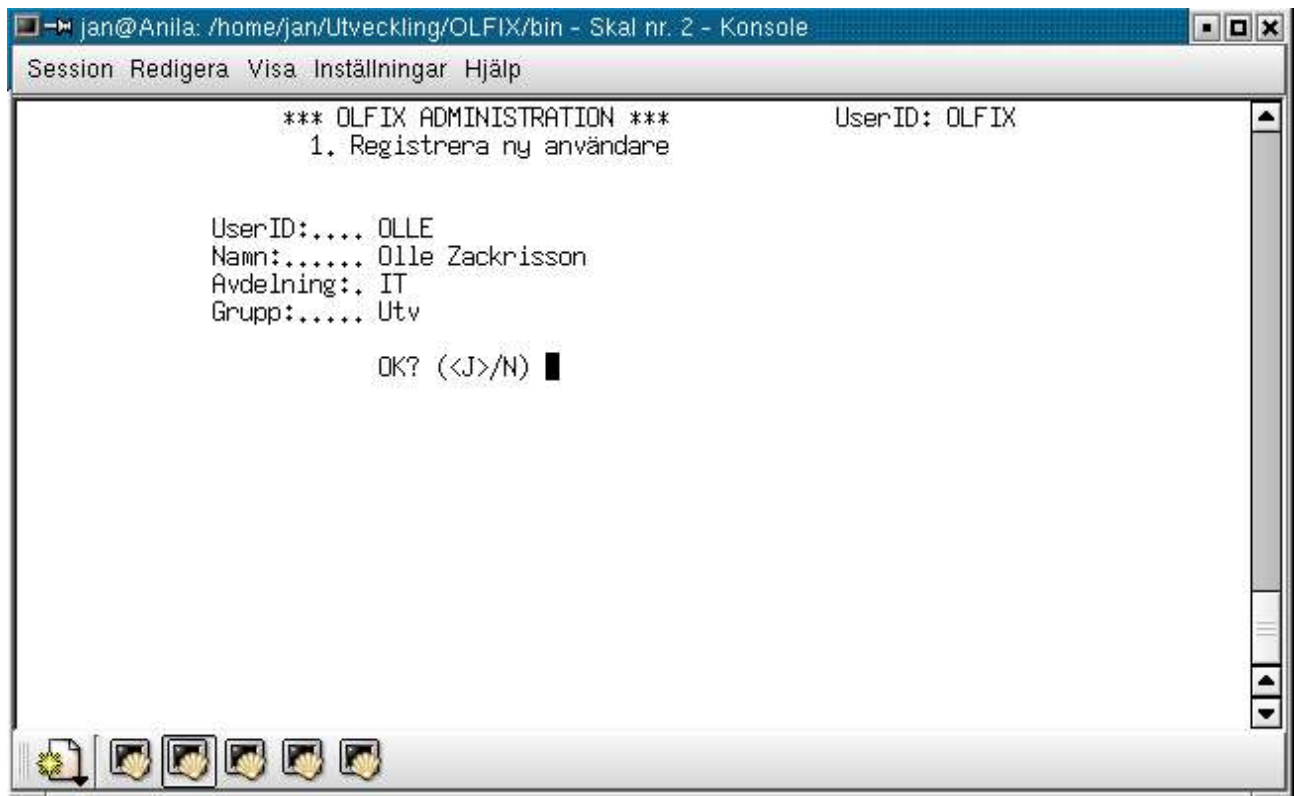 jan@Anila: /home/jan/Utveckling/OLFIX/bin - Skal nr. 2 - Konsole
Session Redigera Visa Inställningar Hjälp
*** OLFIX ADMINISTRATION *** UserID: OLFIX
1. Registrera ny användare
UserID:.... OLLE
Namn:...... Olle Zackrisson
Avdelning:. IT
Grupp:..... Utv
OK? (<J>/N)